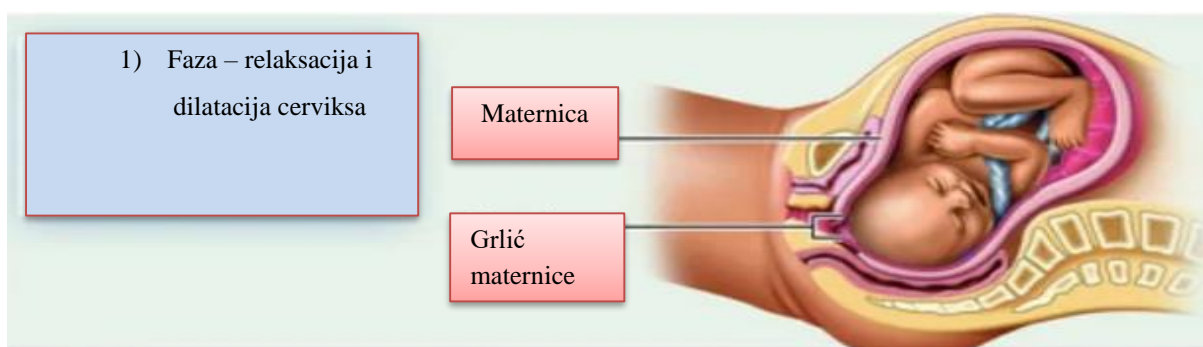 1) Faza – relaksacija i
dilatacija cerviksa
Maternica
Grlić
maternice